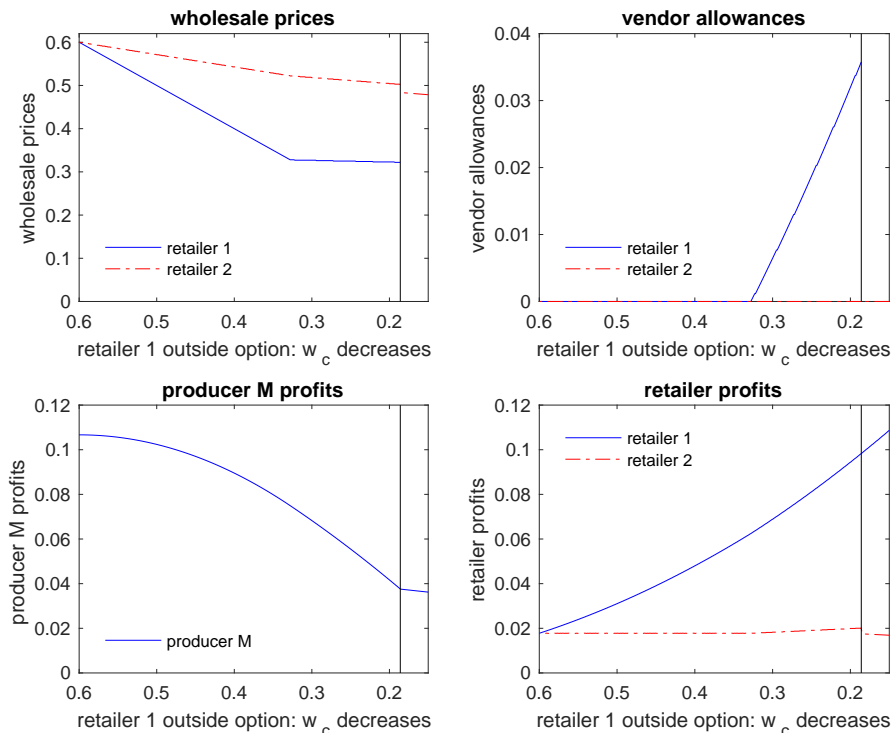 wholesale prices
wholesale prices
0.6
0.5
0.4
0.3
0.2
0.1
0
retailer 1
retailer 2
0.6 0.5 0.4 0.3 0.2
retailer 1 outside option: w_c decreases
vendor allowances
vendor allowances
0.04
0.03
0.02
0.01
0
retailer 1
retailer 2
0.6 0.5 0.4 0.3 0.2
retailer 1 outside option: w_c decreases
producer M profits
producer M profits
0.12
0.1
0.08
0.06
0.04
0.02
0
producer M
0.6 0.5 0.4 0.3 0.2
retailer 1 outside option: w_c decreases
retailer profits
retailer profits
0.12
0.1
0.08
0.06
0.04
0.02
0
retailer 1
retailer 2
0.6 0.5 0.4 0.3 0.2
retailer 1 outside option: w_c decreases